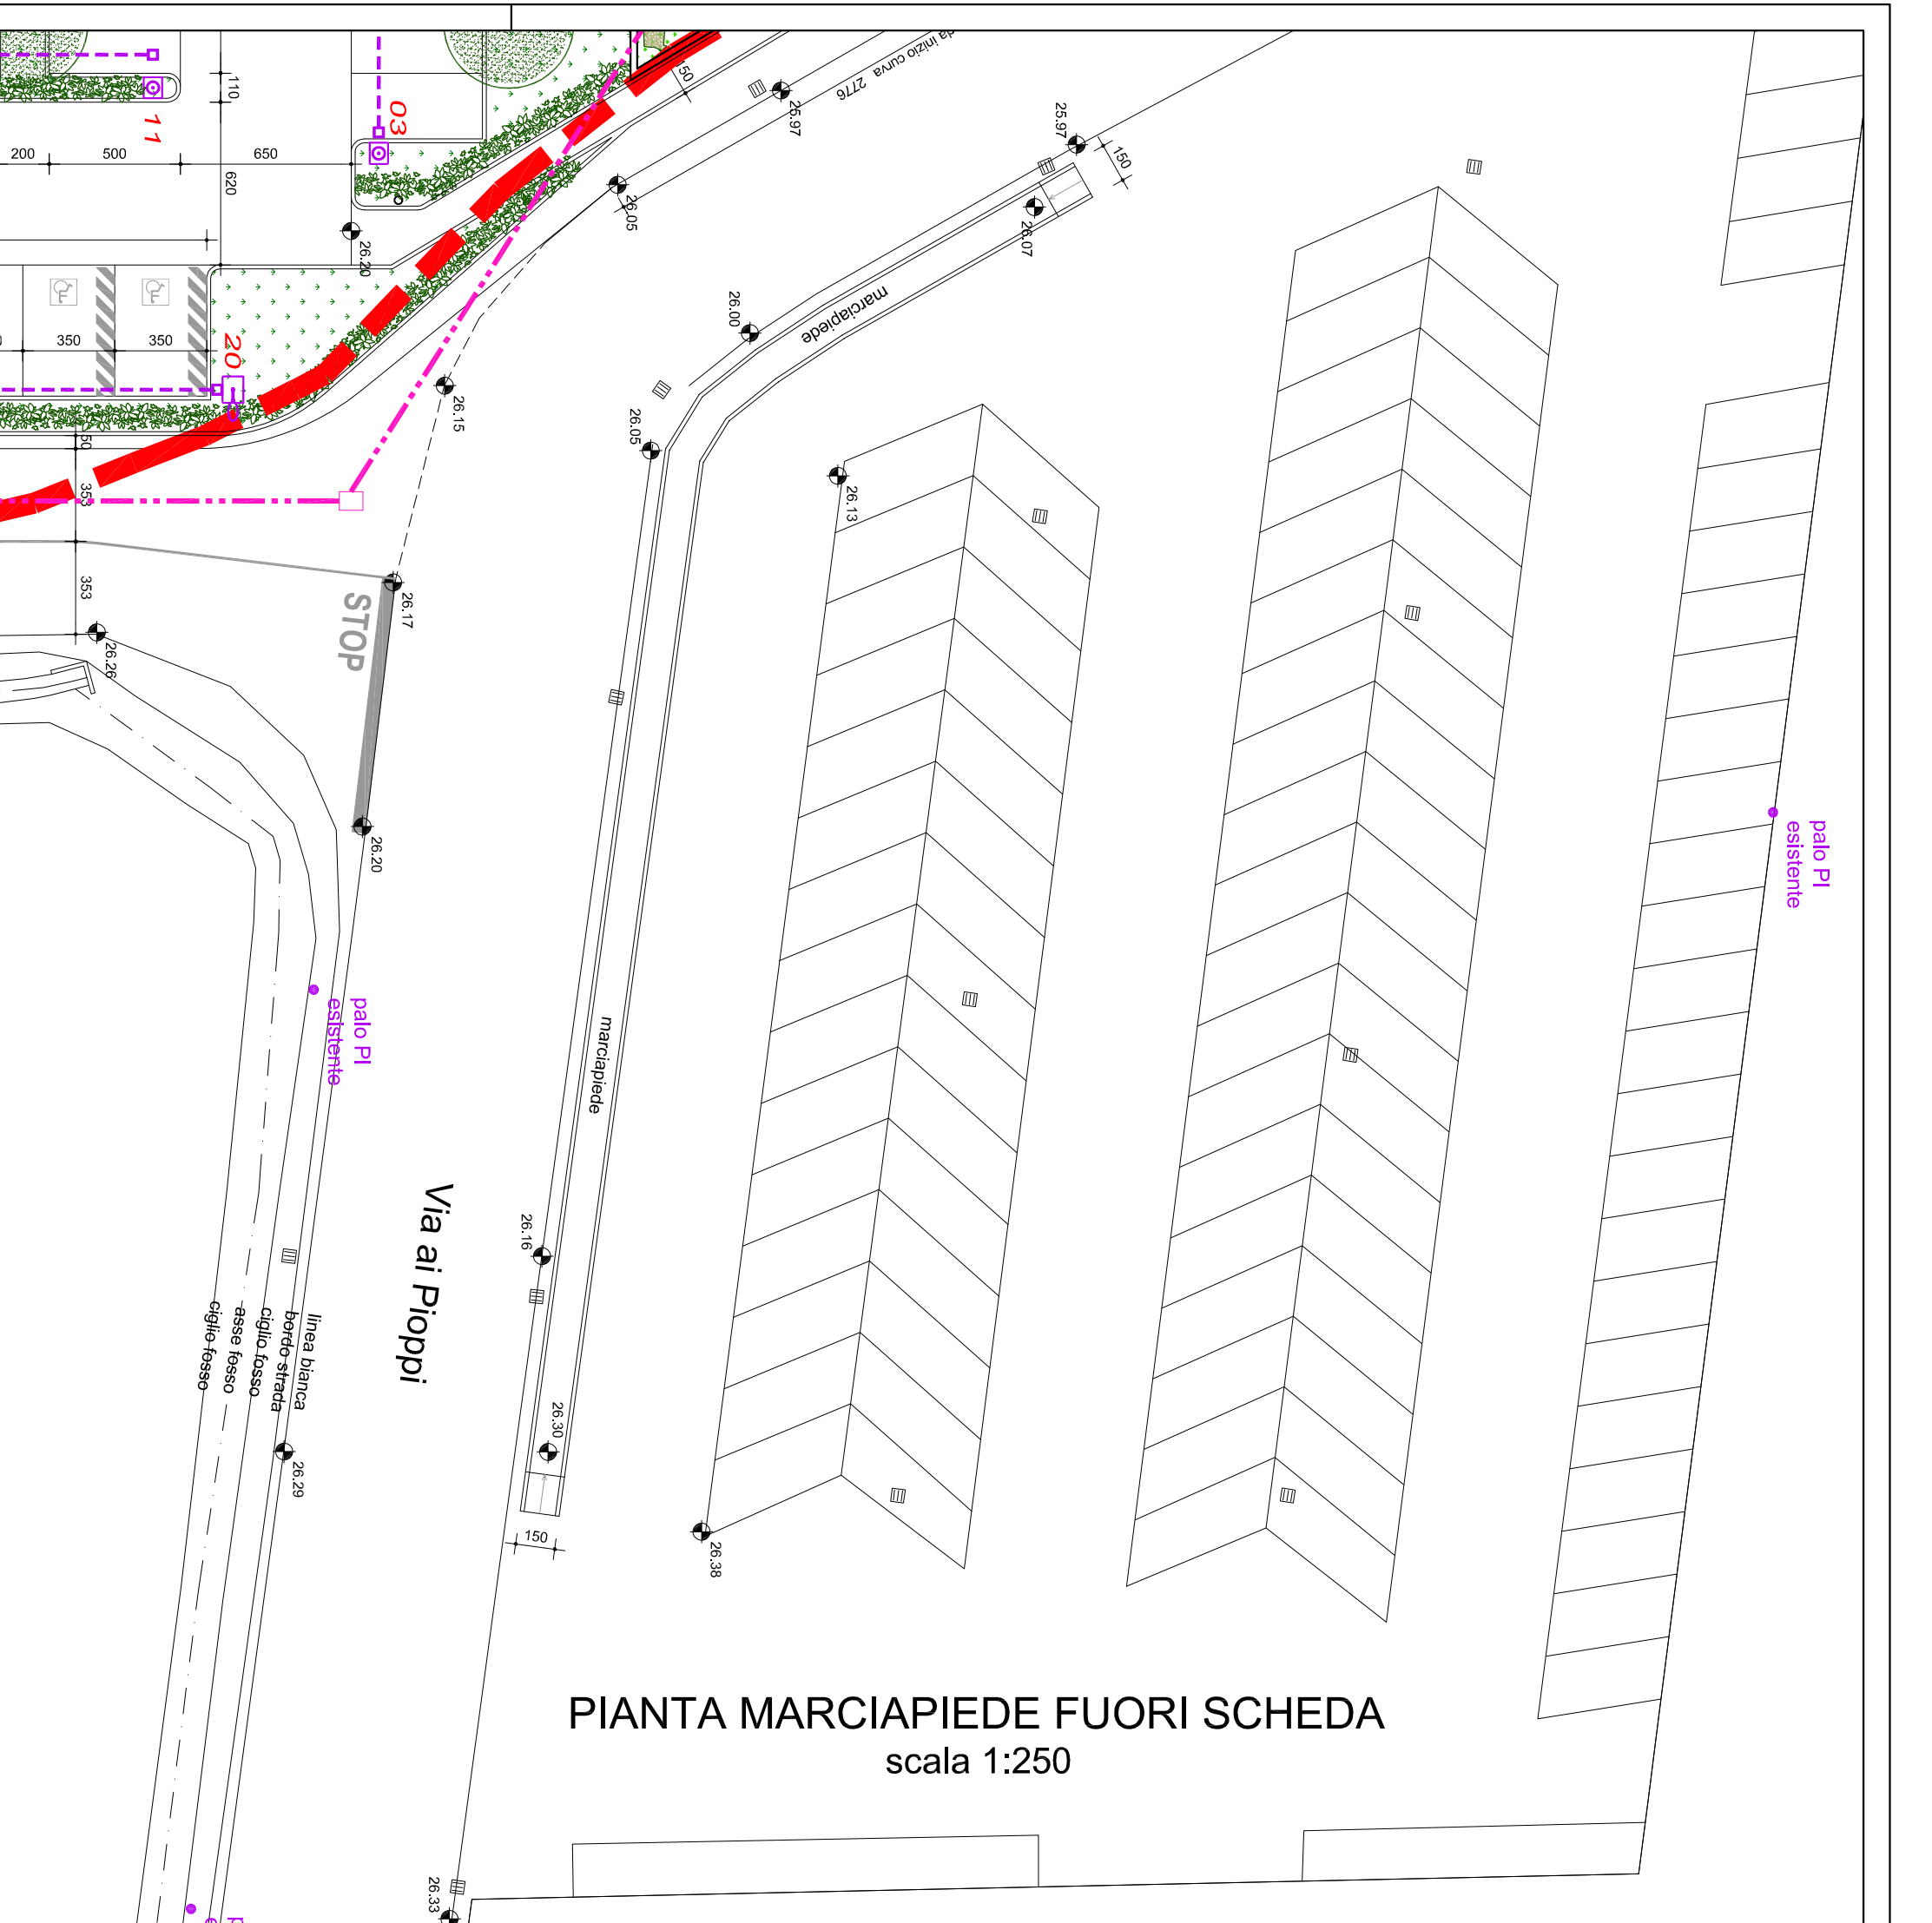 110
11
03
150
da inizio curva
2776
25.97
25.97
150
200
500
650
620
26.05
26.07
26.20
26.00
marciapiede
350
350
20
26.15
26.05
26.13
50
353
353
26.17
STOP
26.26
26.20
palo PI
esistente
palo PI
esistente
marciapiede
Via ai Pioppi
26.16
linea bianca
bordo strada
ciglio fosso
asse fosso
ciglio fosso
26.30
26.29
150
26.38
PIANTA MARCIAPIEDE FUORI SCHEDA
scala 1:250
26.33